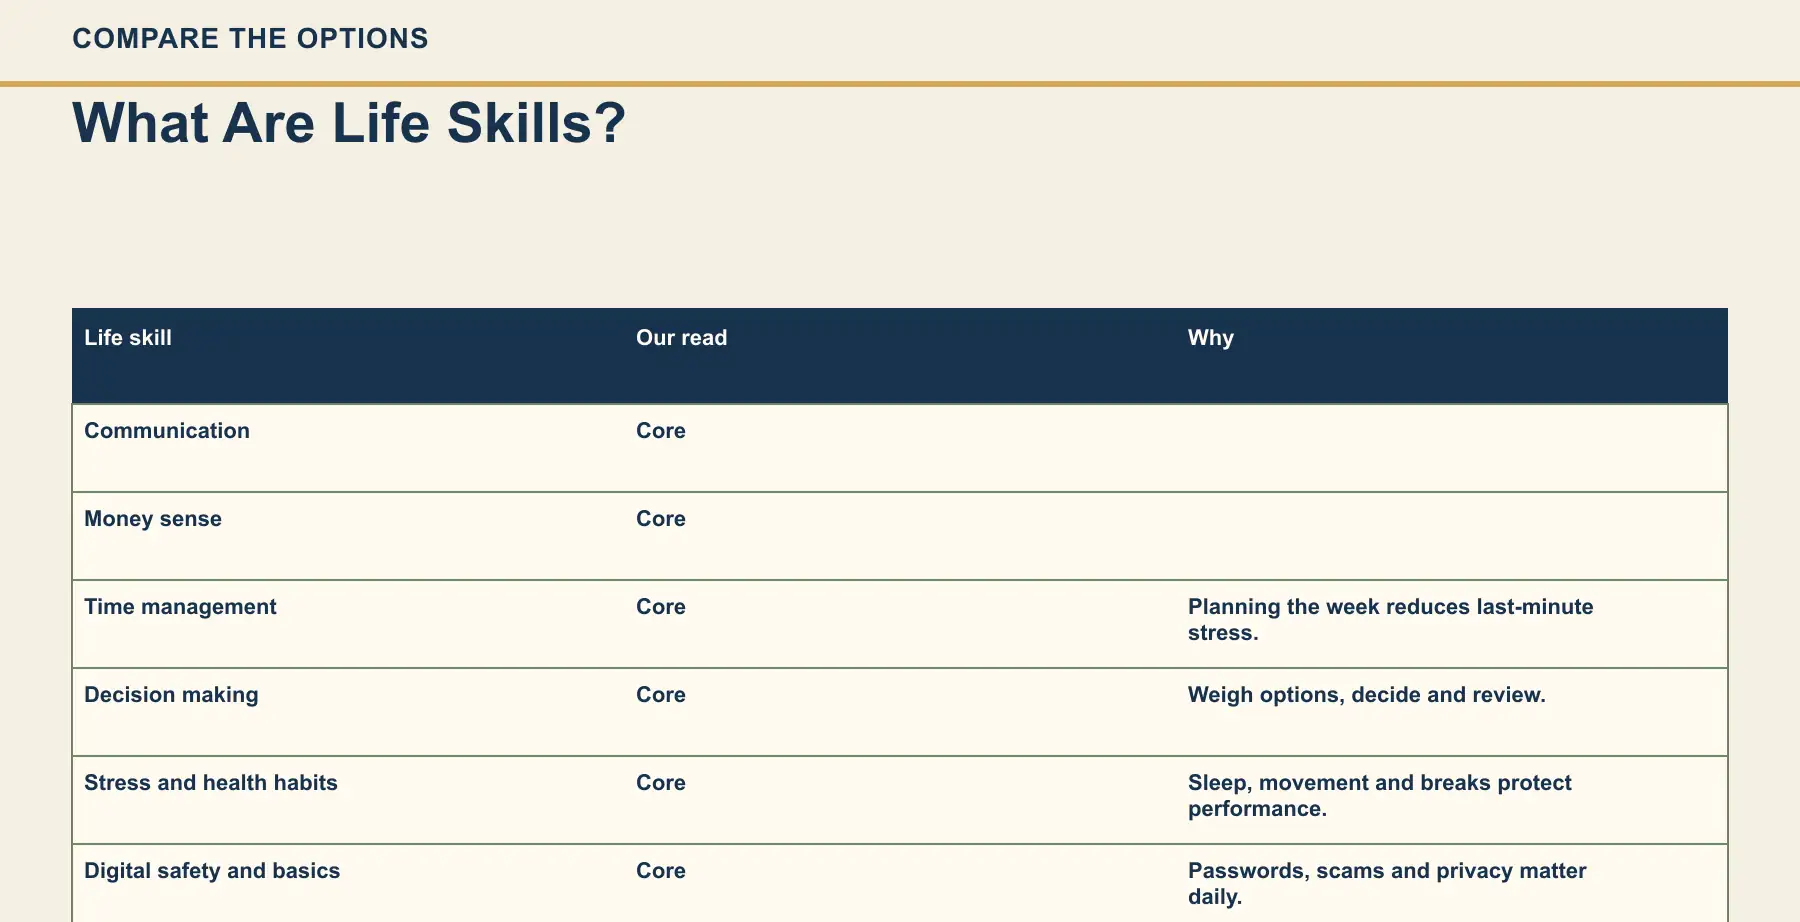 COMPARE THE OPTIONS
What Are Life Skills?
Life skill Our read Why
Communication Core
Money sense Core
Time management Core Planning the week reduces last-minute
stress.
Decision making Core Weigh options, decide and review.
Stress and health habits Core Sleep, movement and breaks protect
performance.
Digital safety and basics Core Passwords, scams and privacy matter
daily.